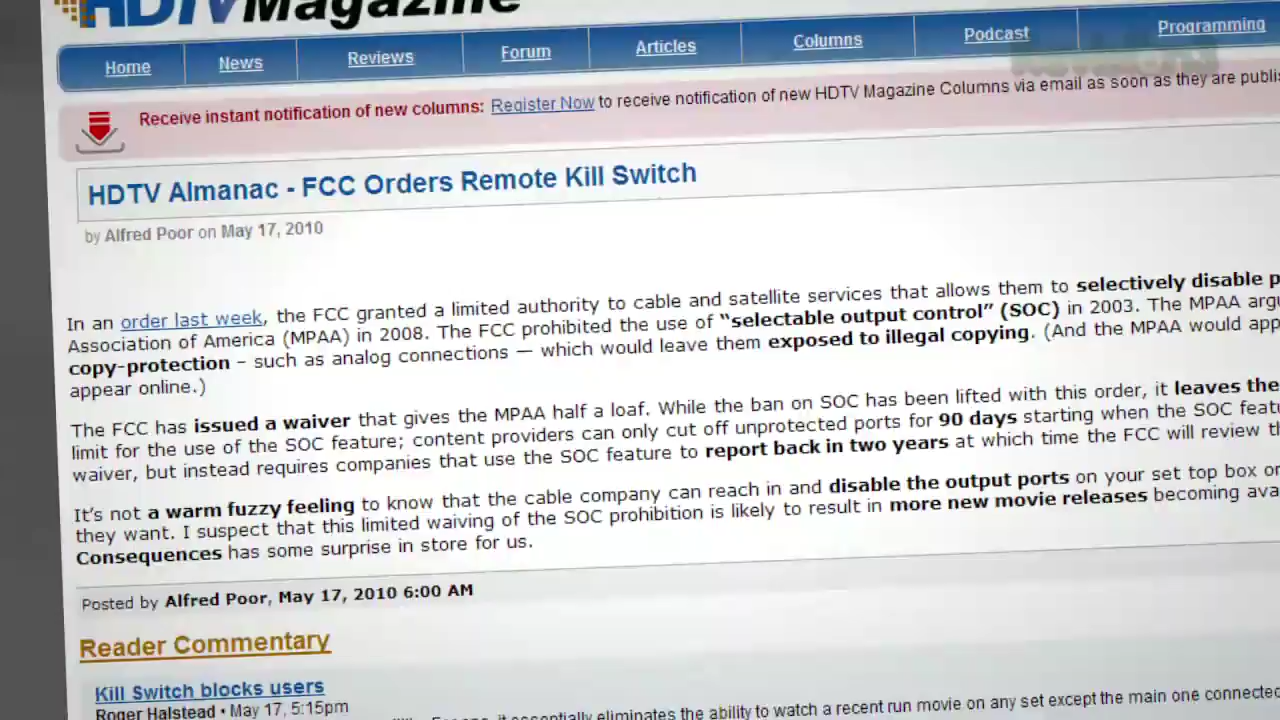 HDTVMagazine
Home News Reviews Forum Articles Columns Podcast Programming
Receive instant notification of new columns: Register Now to receive notification of new HDTV Magazine Columns via email as soon as they are
HDTV Almanac - FCC Orders Remote Kill Switch
by Alfred Poor on May 17, 2010
In an order last week, the FCC granted a limited authority to cable and satellite services that allows them to selectively disable
Association of America (MPAA) in 2008. The FCC prohibited the use of “selectable output control” (SOC) in 2003. The MPAA
copy-protection – such as analog connections — which would leave them exposed to illegal copying. (And the MPAA would
appear online.)
The FCC has issued a waiver that gives the MPAA half a loaf. While the ban on SOC has been lifted with this order, it leaves the
limit for the use of the SOC feature; content providers can only cut off unprotected ports for 90 days starting when the SOC
waiver, but instead requires companies that use the SOC feature to report back in two years at which time the FCC will review
It’s not a warm fuzzy feeling to know that the cable company can reach in and disable the output ports on your set top box
they want. I suspect that this limited waiving of the SOC prohibition is likely to result in more new movie releases becoming
Consequences has some surprise in store for us.
Posted by Alfred Poor, May 17, 2010 6:00 AM
Reader Commentary
Kill Switch blocks users
Roger Halstead • May 17, 5:15pm
it essentially eliminates the ability to watch a recent run movie on any set except the main one connected